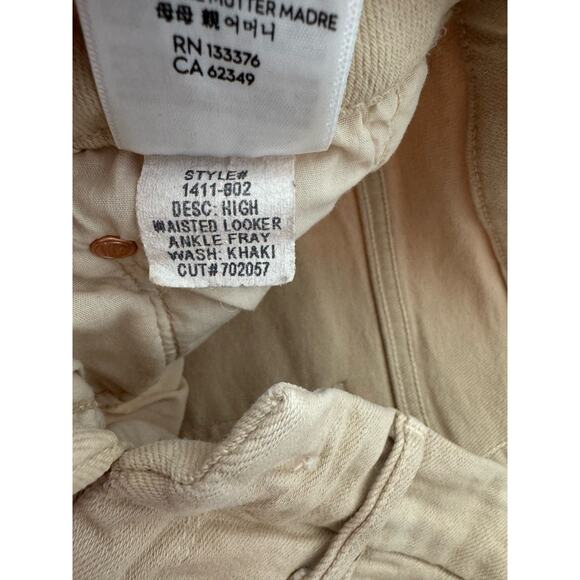 MUTTER MADRE
母母 親 어머니
RN 133376
CA 62349
STYLE#
1411-802
DESC: HIGH
WAISTED LOOKER
ANKLE FRAY
WASH: KHAKI
CUT#702057